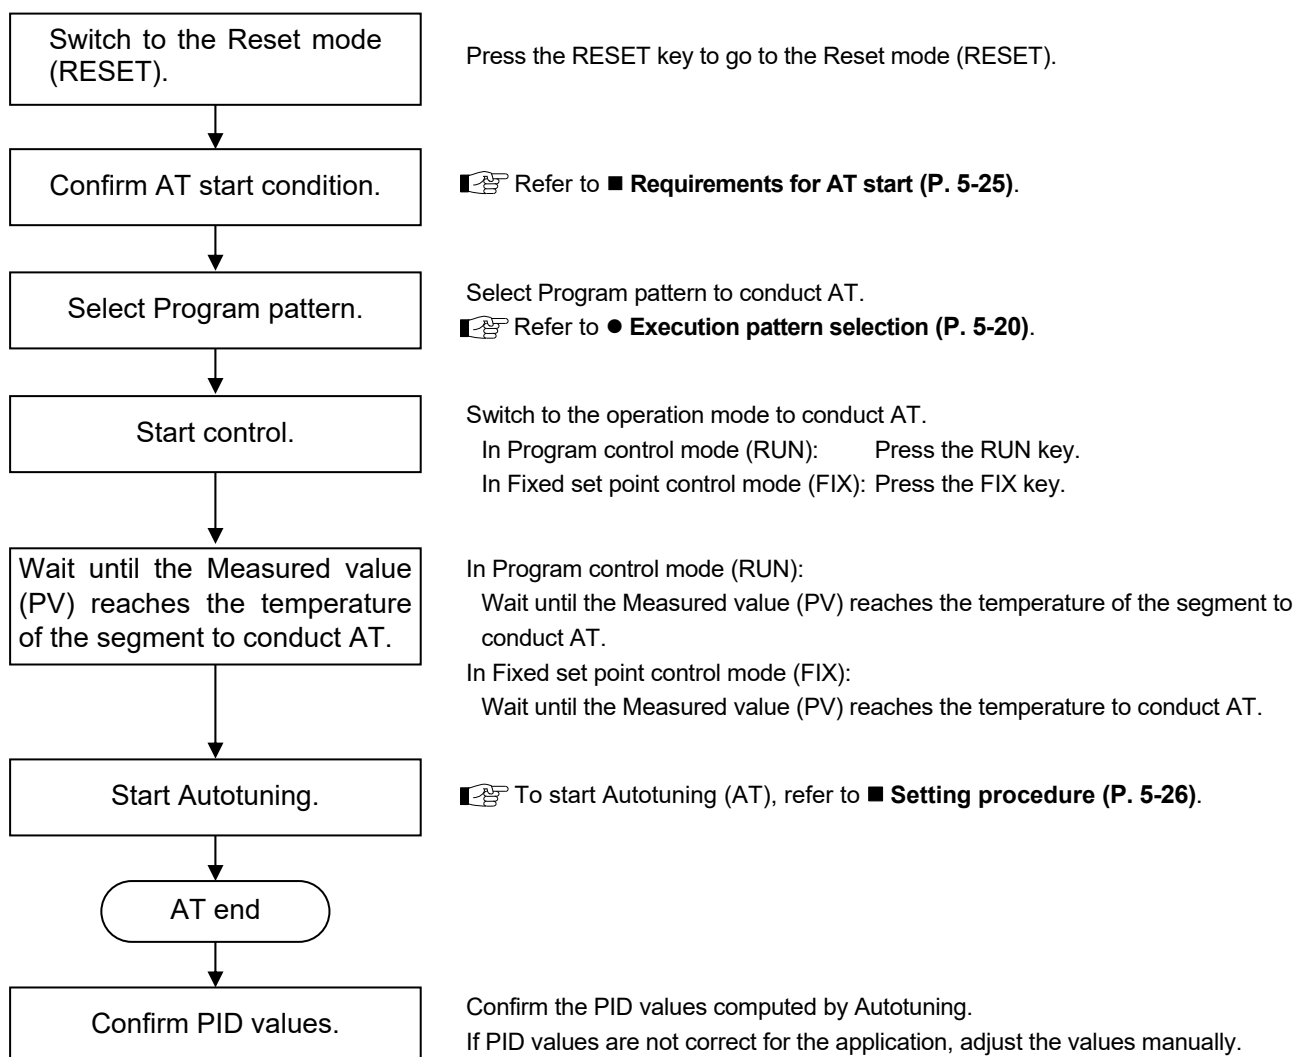 Switch to the Reset mode
(RESET).
Press the RESET key to go to the Reset mode (RESET).
Confirm AT start condition.
Refer to ■ Requirements for AT start (P. 5-25).
Select Program pattern.
Select Program pattern to conduct AT.
Refer to ● Execution pattern selection (P. 5-20).
Start control.
Switch to the operation mode to conduct AT.
In Program control mode (RUN): Press the RUN key.
In Fixed set point control mode (FIX): Press the FIX key.
Wait until the Measured value
(PV) reaches the temperature
of the segment to conduct AT.
In Program control mode (RUN):
Wait until the Measured value (PV) reaches the temperature of the segment to
conduct AT.
In Fixed set point control mode (FIX):
Wait until the Measured value (PV) reaches the temperature to conduct AT.
Start Autotuning.
To start Autotuning (AT), refer to ■ Setting procedure (P. 5-26).
AT end
Confirm PID values.
Confirm the PID values computed by Autotuning.
If PID values are not correct for the application, adjust the values manually.